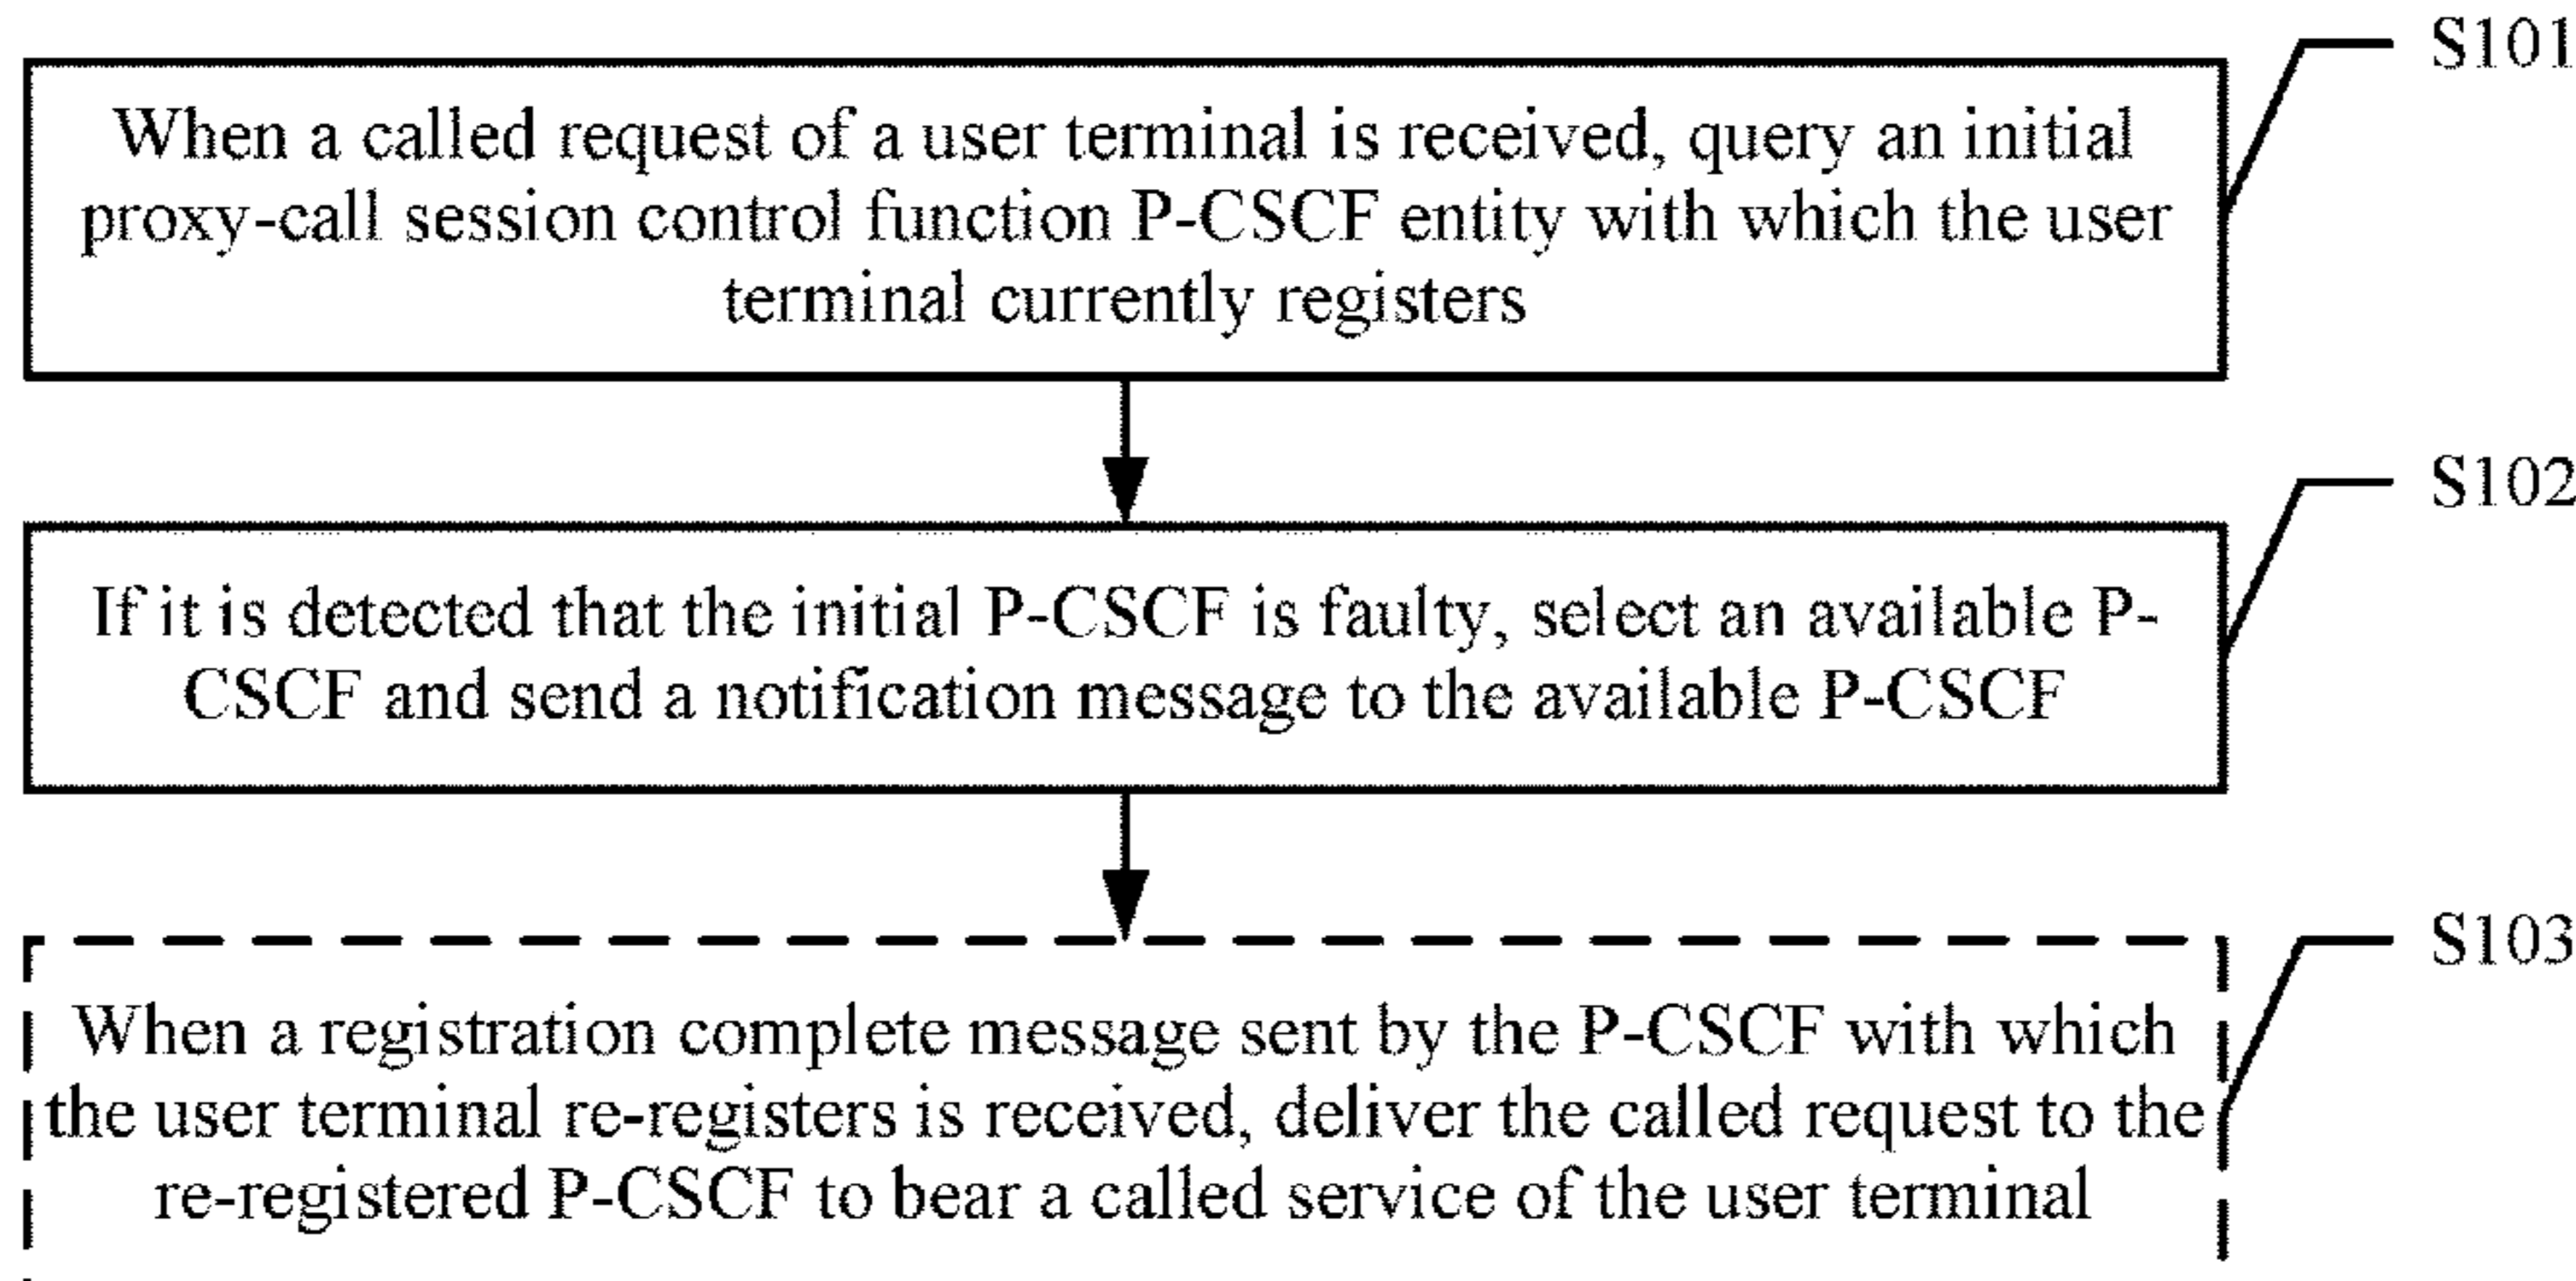 S101
When a called request of a user terminal is received, query an initial
proxy-call session control function P-CSCF entity with which the user
terminal currently registers
S102
If it is detected that the initial P-CSCF is faulty, select an available P-
CSCF and send a notification message to the available P-CSCF
S103
When a registration complete message sent by the P-CSCF with which
the user terminal re-registers is received, deliver the called request to the
re-registered P-CSCF to bear a called service of the user terminal